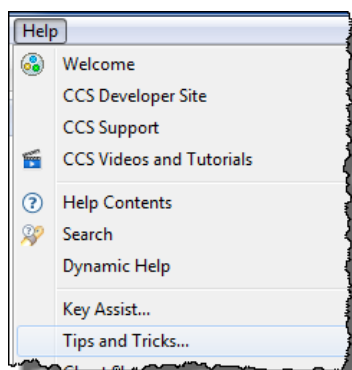 Help
Welcome
CCS Developer Site
CCS Support
CCS Videos and Tutorials
Help Contents
Search
Dynamic Help
Key Assist...
Tips and Tricks...